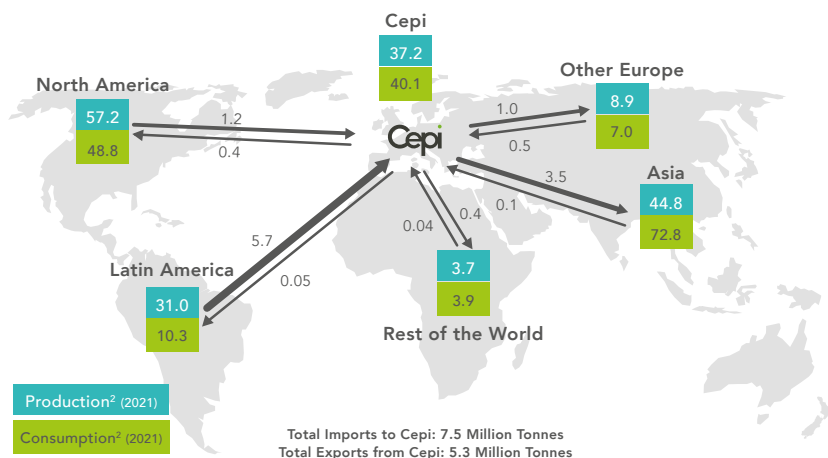 Cepi
37.2
40.1
North America
57.2
48.8
1.2
0.4
Cepi
Other Europe
8.9
7.0
1.0
0.5
Asia
44.8
72.8
3.5
0.1
Latin America
31.0
10.3
5.7
0.05
0.04
0.4
3.7
3.9
Rest of the World
Production² (2021)
Consumption² (2021)
Total Imports to Cepi: 7.5 Million Tonnes
Total Exports from Cepi: 5.3 Million Tonnes